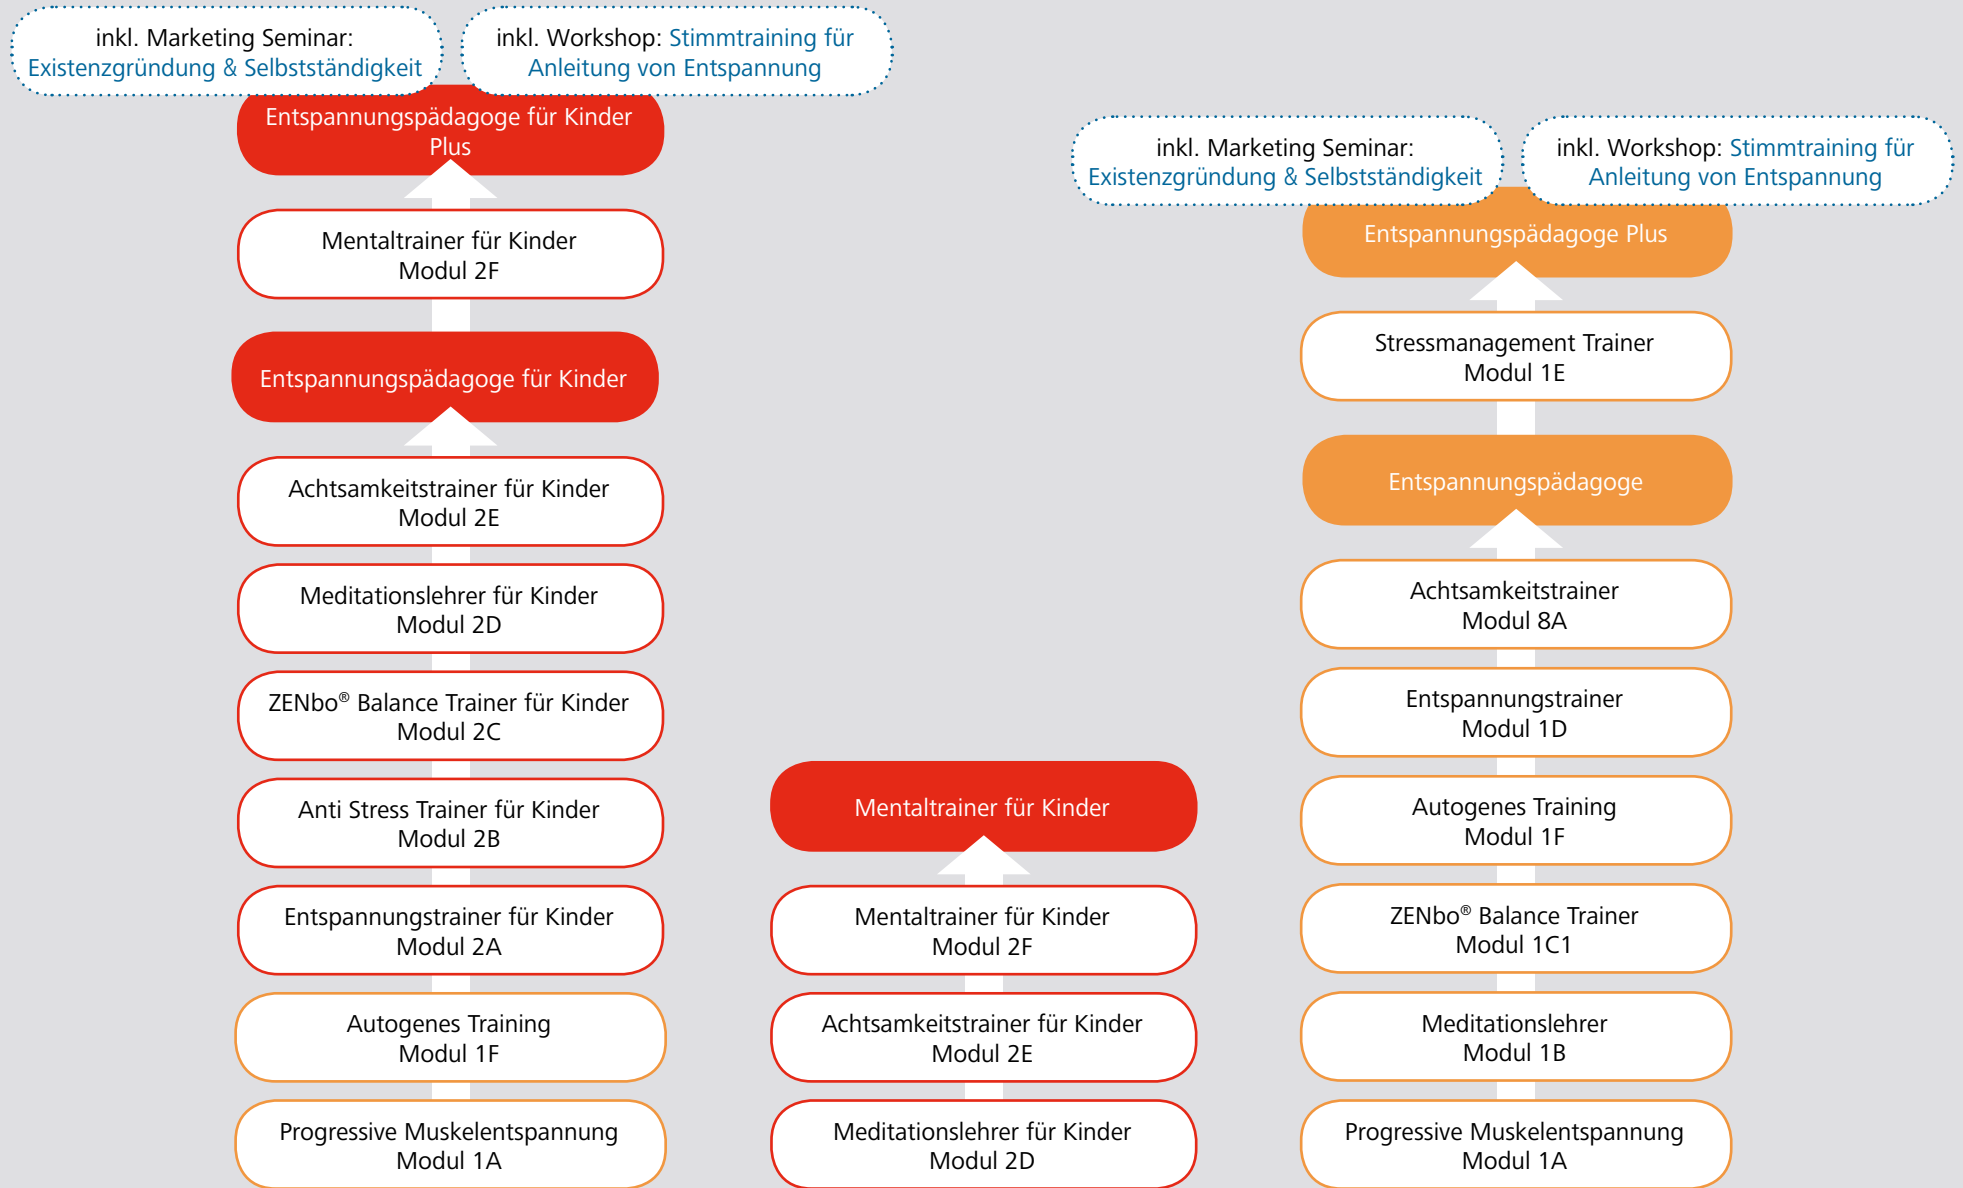 inkl. Marketing Seminar:
Existenzgründung & Selbstständigkeit
inkl. Workshop: Stimmtraining für
Anleitung von Entspannung
Entspannungspädagoge für Kinder
Plus
Mentaltrainer für Kinder
Modul 2F
Entspannungspädagoge für Kinder
Achtsamkeitstrainer für Kinder
Modul 2E
Meditationslehrer für Kinder
Modul 2D
ZENbo® Balance Trainer für Kinder
Modul 2C
Anti Stress Trainer für Kinder
Modul 2B
Entspannungstrainer für Kinder
Modul 2A
Autogenes Training
Modul 1F
Progressive Muskelentspannung
Modul 1A
Mentaltrainer für Kinder
Mentaltrainer für Kinder
Modul 2F
Achtsamkeitstrainer für Kinder
Modul 2E
Meditationslehrer für Kinder
Modul 2D
inkl. Marketing Seminar:
Existenzgründung & Selbstständigkeit
inkl. Workshop: Stimmtraining für
Anleitung von Entspannung
Entspannungspädagoge Plus
Stressmanagement Trainer
Modul 1E
Entspannungspädagoge
Achtsamkeitstrainer
Modul 8A
Entspannungstrainer
Modul 1D
Autogenes Training
Modul 1F
ZENbo® Balance Trainer
Modul 1C1
Meditationslehrer
Modul 1B
Progressive Muskelentspannung
Modul 1A